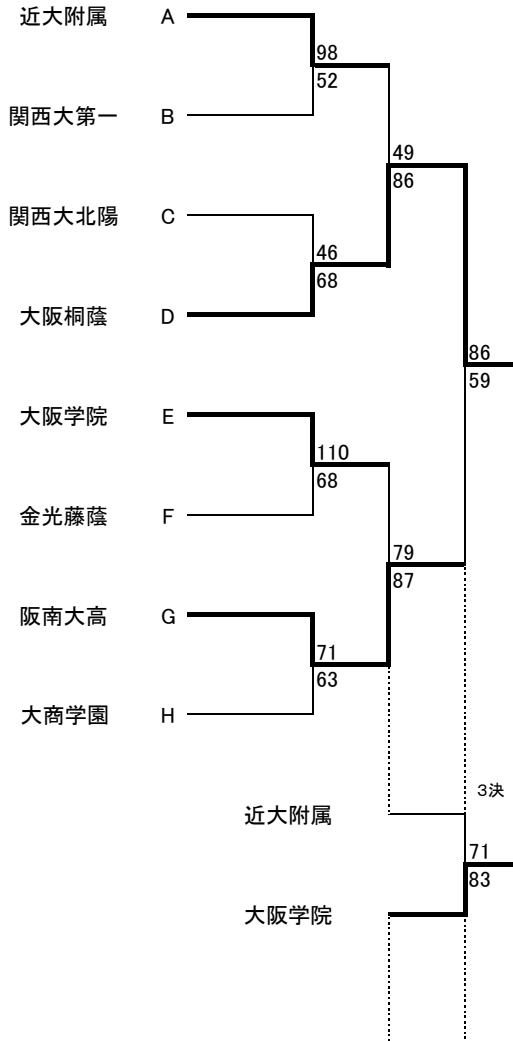 近大附属 A
98
52
関西大第一 B
49
86
関西大北陽 C
46
68
大阪桐蔭 D
86
59
大阪学院 E
110
68
金光藤蔭 F
79
87
阪南大高 G
71
63
大商学園 H
3決
近大附属
71
83
大阪学院